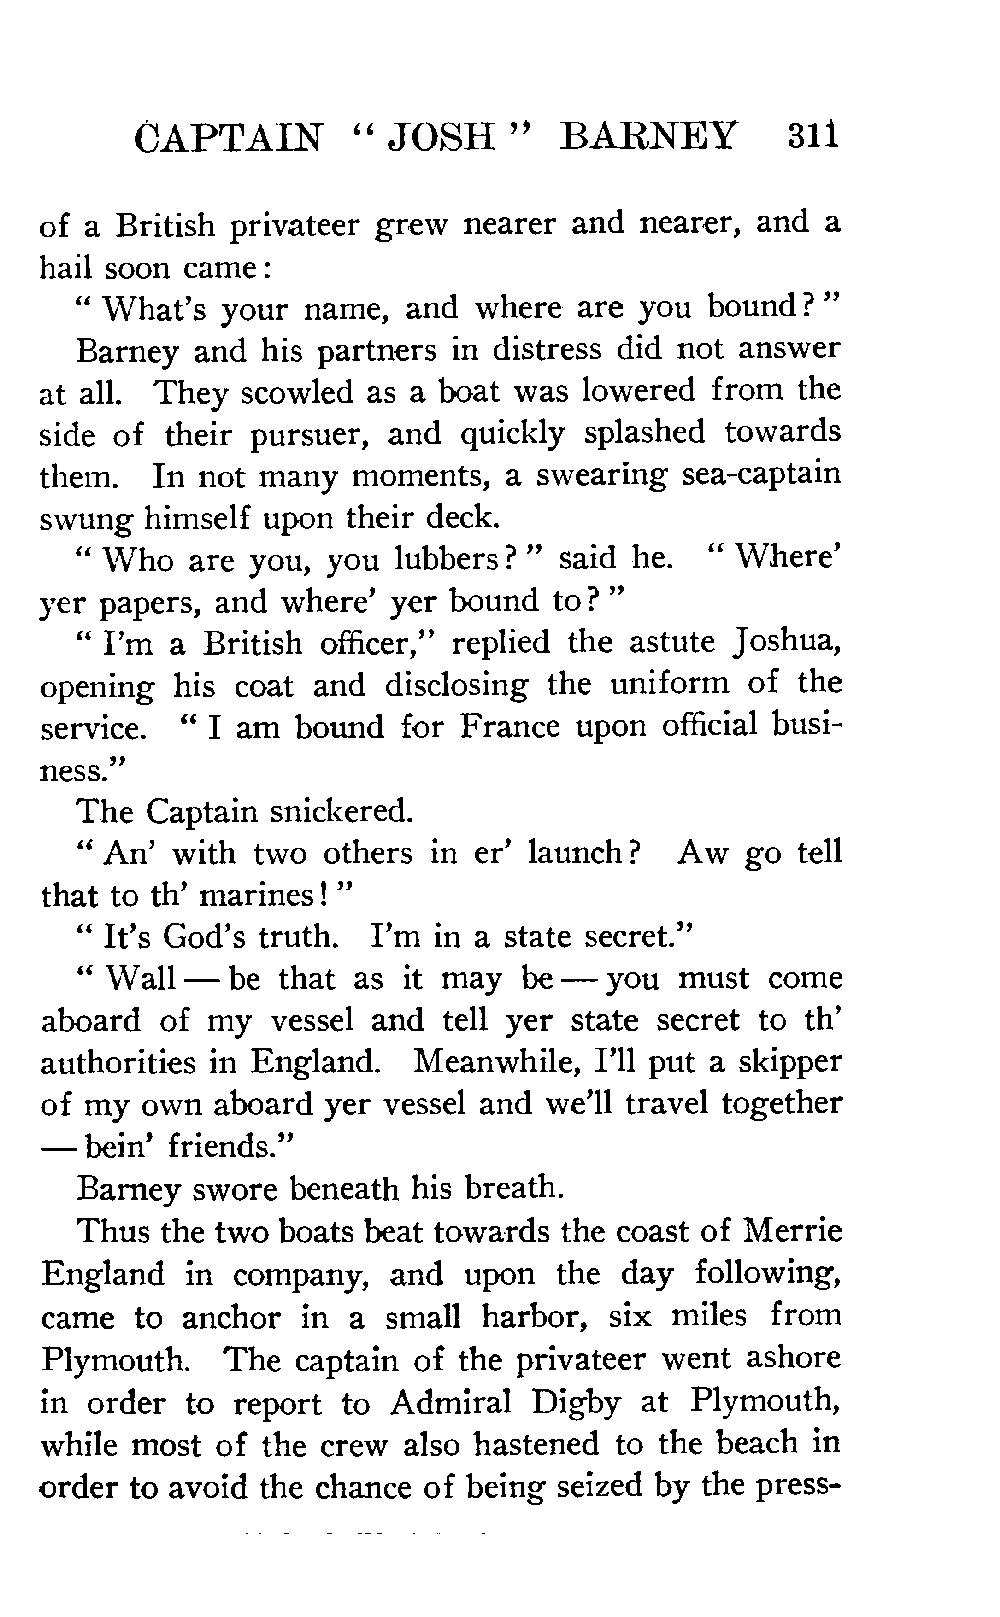 CAPTAIN " JOSH " BARNEY 311
of a British privateer grew nearer and nearer, and a
hail soon came:
" What's your name, and where are you bound? "
Barney and his partners in distress did not answer
at all. They scowled as a boat was lowered from the
side of their pursuer, and quickly splashed towards
them. In not many moments, a swearing sea-captain
swung himself upon their deck.
" Who are you, you lubbers? " said he. " Where'
yer papers, and where' yer bound to? "
" I'm a British officer," replied the astute Joshua,
opening his coat and disclosing the uniform of the
service. " I am bound for France upon official busi-
ness."
The Captain snickered.
" An' with two others in er' launch? Aw go tell
that to th' marines! "
" It's God's truth. I'm in a state secret."
" Wall — be that as it may be — you must come
aboard of my vessel and tell yer state secret to th'
authorities in England. Meanwhile, I'll put a skipper
of my own aboard yer vessel and we'll travel together
— bein' friends."
Barney swore beneath his breath.
Thus the two boats beat towards the coast of Merrie
England in company, and upon the day following,
came to anchor in a small harbor, six miles from
Plymouth. The captain of the privateer went ashore
in order to report to Admiral Digby at Plymouth,
while most of the crew also hastened to the beach in
order to avoid the chance of being seized by the press-